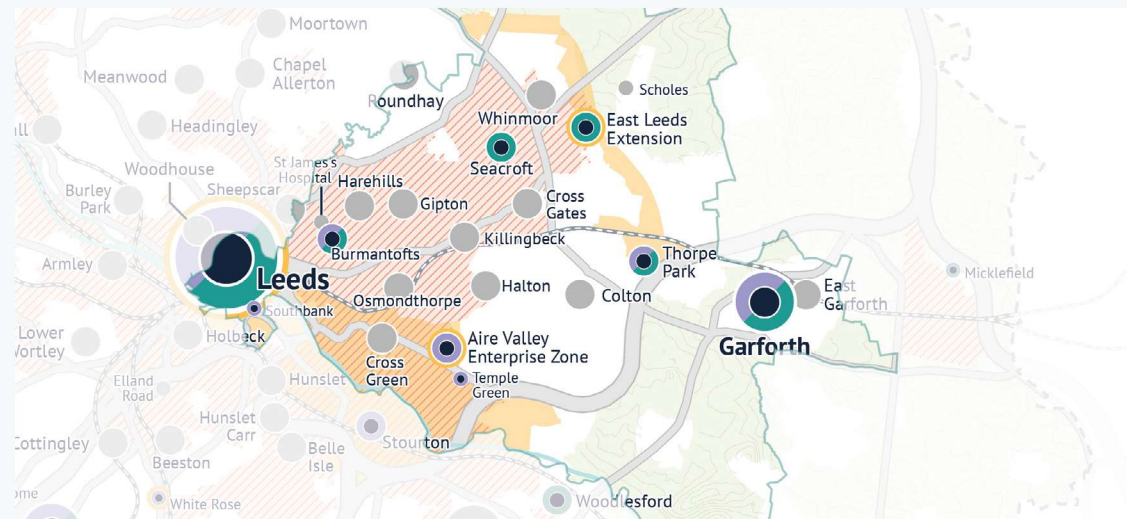 Moortown
Meanwood
Chapel
Allerton
Roundhay
Scholes
Whinmoor
East Leeds
Extension
Headingley
Seacroft
St James's
Hospital
Woodhouse
Harehills
Sheepscar
Burley
Park
Gipton
Cross
Gates
Killingbeck
Burmantofts
Thorpe
Park
Armley
Leeds
Micklefield
Halton
Colton
East
Garforth
Osmondthorpe
Southbank
Lower
Wortley
Holbeck
Aire Valley
Enterprise Zone
Garforth
Cross
Green
Temple
Green
Elland
Road
Hunslet
Hunslet
Carr
Stourton
Cottingley
Beeston
Belle
Isle
White Rose
Woodlesford